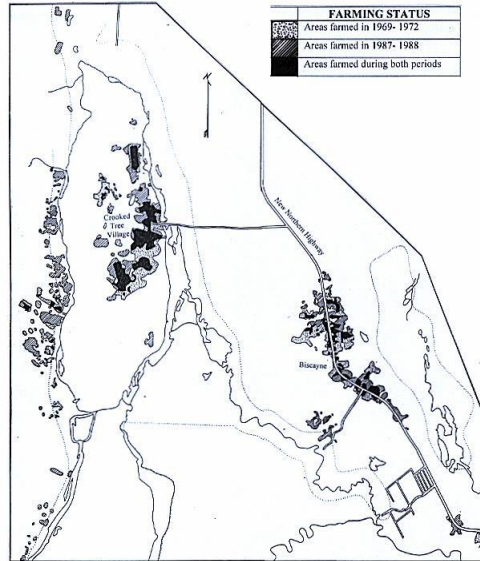 FARMING STATUS
Areas farmed in 1969- 1972
Areas farmed in 1987- 1988
Areas farmed during both periods
N
Crooked
Tree
Village
New Northern Highway
Biscayne